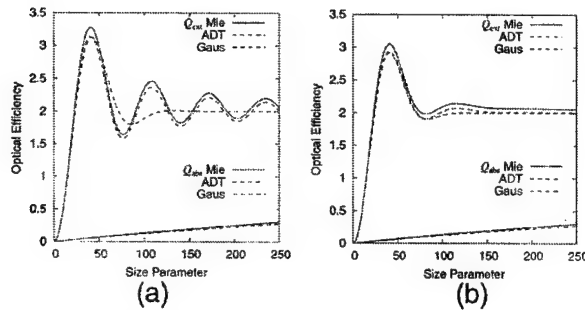 Q_ext Mie
ADT
Gaus
3.5
3
2.5
2
1.5
1
0.5
0
Optical Efficiency
Q_abs Mie
ADT
Gaus
0 50 100 150 200 250
Size Parameter
(a)
Q_ext Mie
ADT
Gaus
3.5
3
2.5
2
1.5
1
0.5
0
Optical Efficiency
Q_abs Mie
ADT
Gaus
0 50 100 150 200 250
Size Parameter
(b)